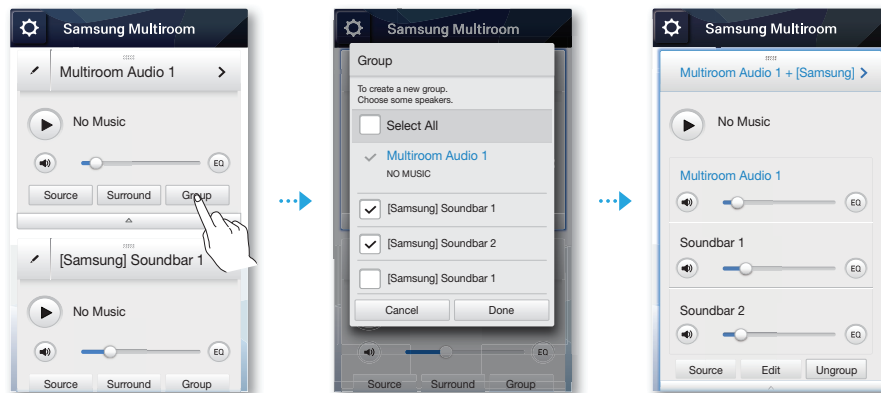 Samsung Multiroom
Multiroom Audio 1
No Music
EQ
Source Surround Group
[Samsung] Soundbar 1
No Music
EQ
Source Surround Group
Samsung Multiroom
Group
To create a new group.
Choose some speakers.
Select All
Multiroom Audio 1
NO MUSIC
[Samsung] Soundbar 1
[Samsung] Soundbar 2
[Samsung] Soundbar 1
Cancel Done
EQ
Source Surround Group
Samsung Multiroom
Multiroom Audio 1 + [Samsung]
No Music
Multiroom Audio 1
EQ
Soundbar 1
EQ
Soundbar 2
EQ
Source Edit Ungroup